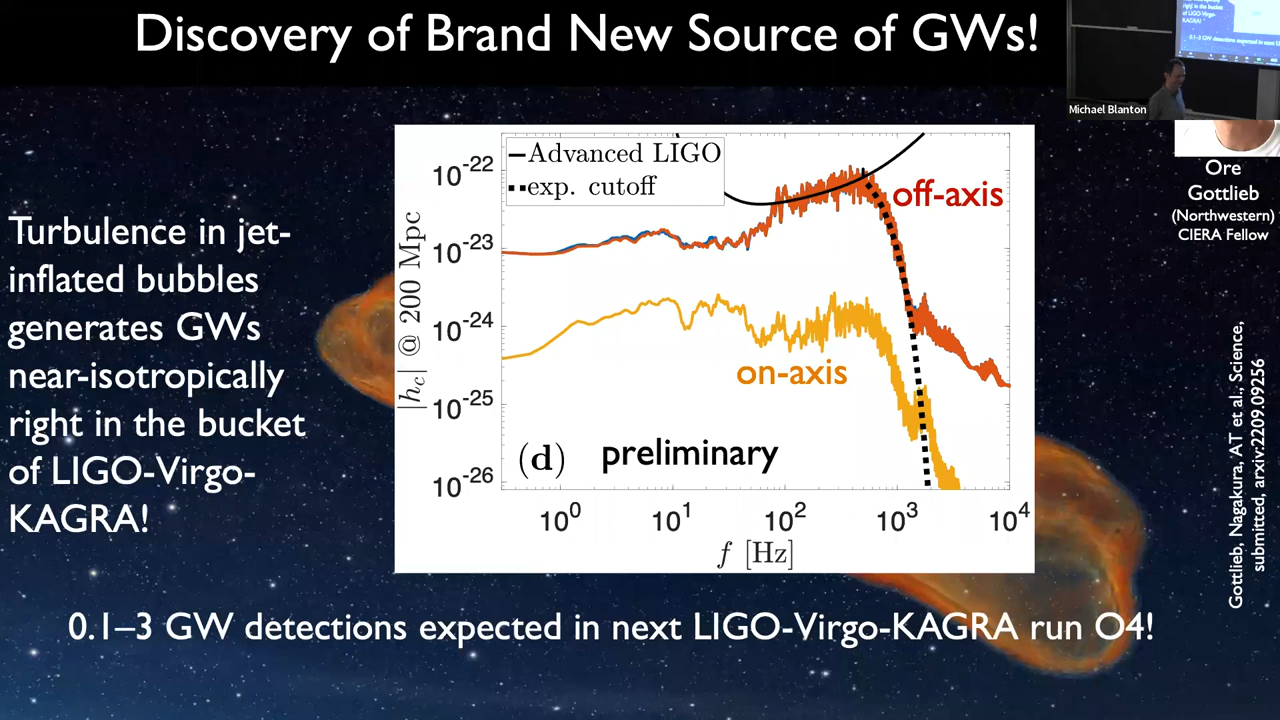 Discovery of Brand New Source of GWs!
Michael Blanton
Turbulence in jet-
inflated bubbles
generates GWs
near-isotropically
right in the bucket
of LIGO-Virgo-
KAGRA!
Advanced LIGO
exp. cutoff
off-axis
on-axis
(d) preliminary
|h_c| @ 200 Mpc
10^-22
10^-23
10^-24
10^-25
10^-26
10^0 10^1 10^2 10^3 10^4
f [Hz]
Ore
Gottlieb
(Northwestern)
CIERA Fellow
Gottlieb, Nagakura, AT et al., Science,
submitted, arxiv:2209.09256
0.1–3 GW detections expected in next LIGO-Virgo-KAGRA run O4!